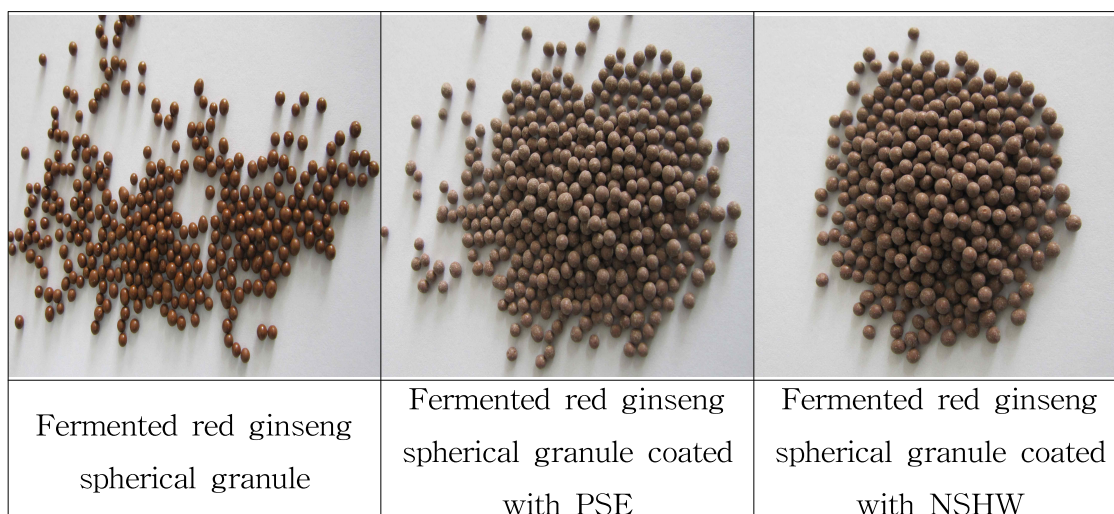 Fermented red ginseng
spherical granule
Fermented red ginseng
spherical granule coated
with PSE
Fermented red ginseng
spherical granule coated
with NSHW